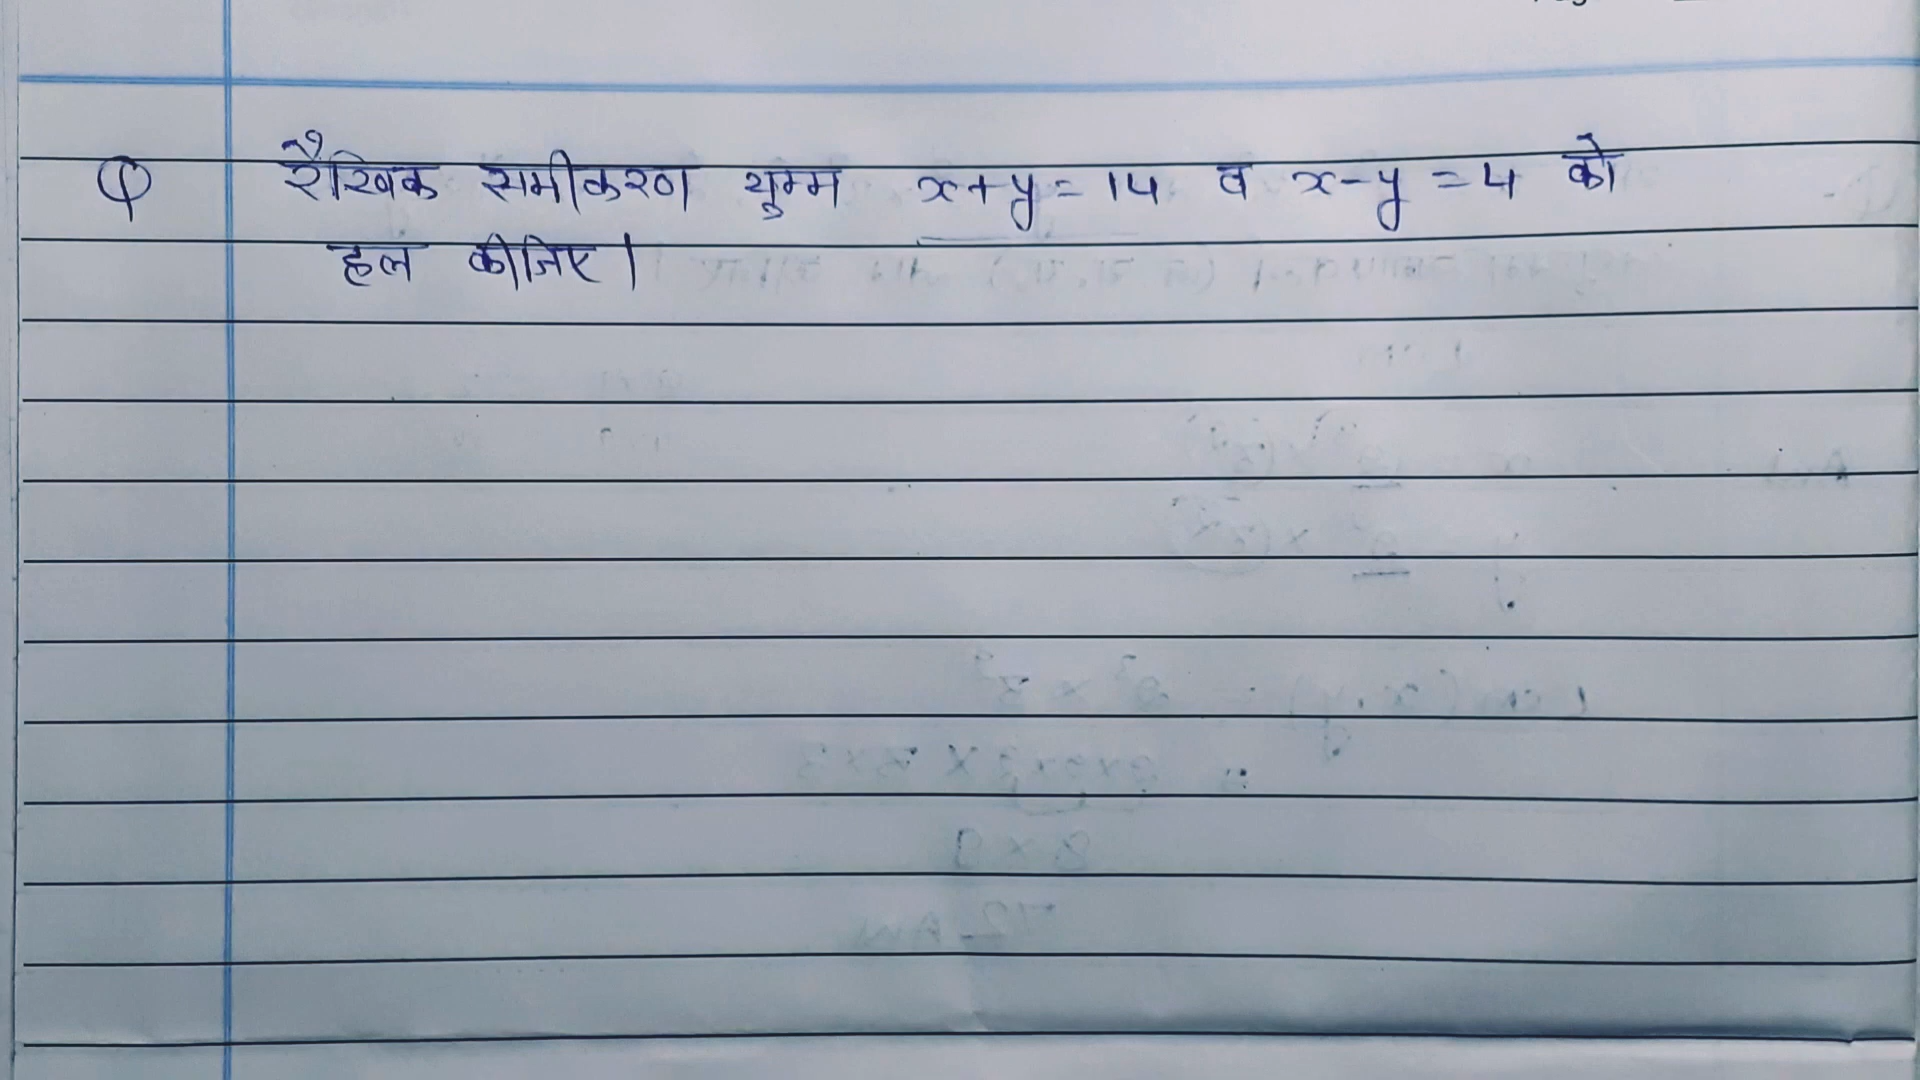 Q रैखिक समीकरण युग्म x+y=14 व x-y=4 को
हल कीजिए।